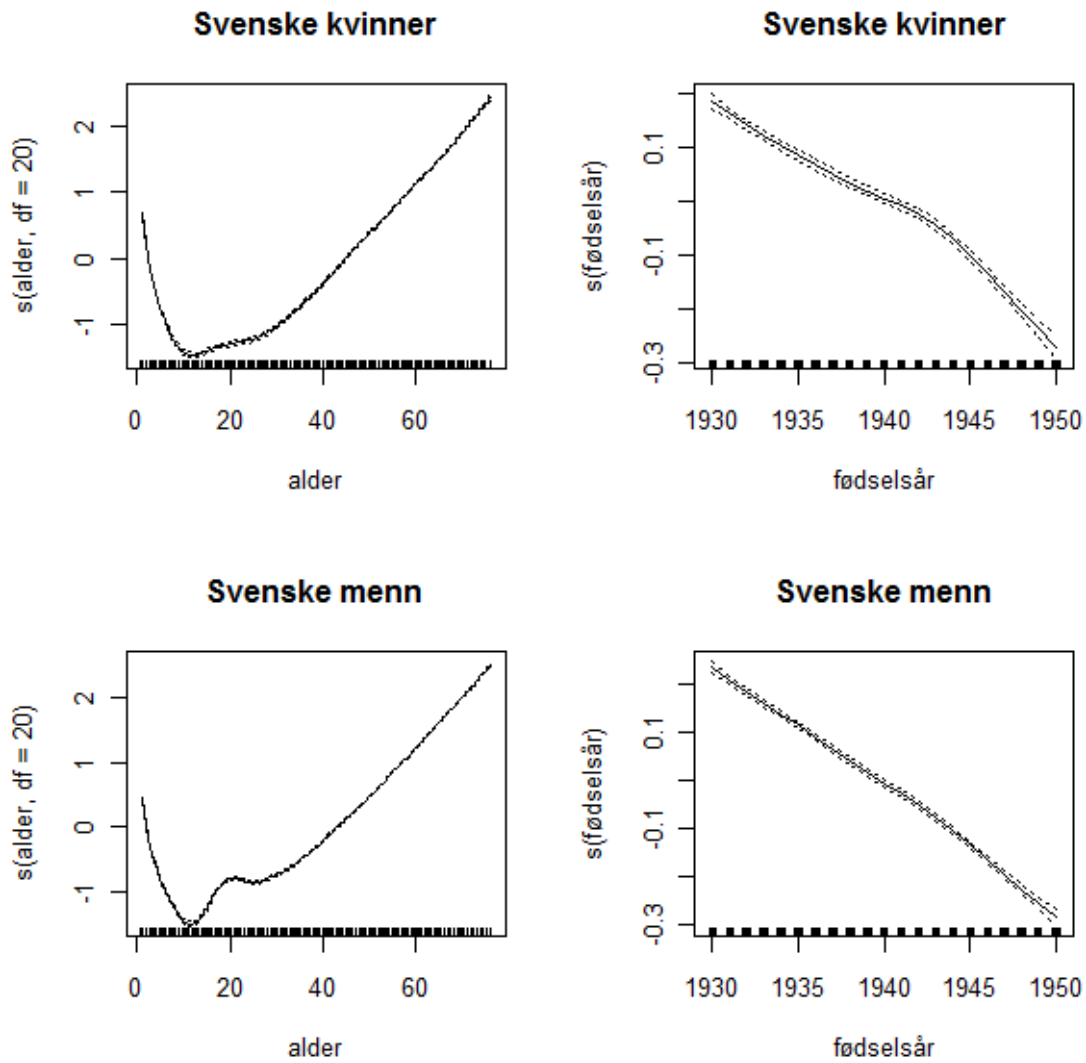 Svenske kvinner
s(alder, df = 20)
2
1
0
-1
0 20 40 60
alder
Svenske kvinner
s(fødselsår)
0.1
-0.1
-0.3
1930 1935 1940 1945 1950
fødselsår
Svenske menn
s(alder, df = 20)
2
1
0
-1
0 20 40 60
alder
Svenske menn
s(fødselsår)
0.1
-0.1
-0.3
1930 1935 1940 1945 1950
fødselsår